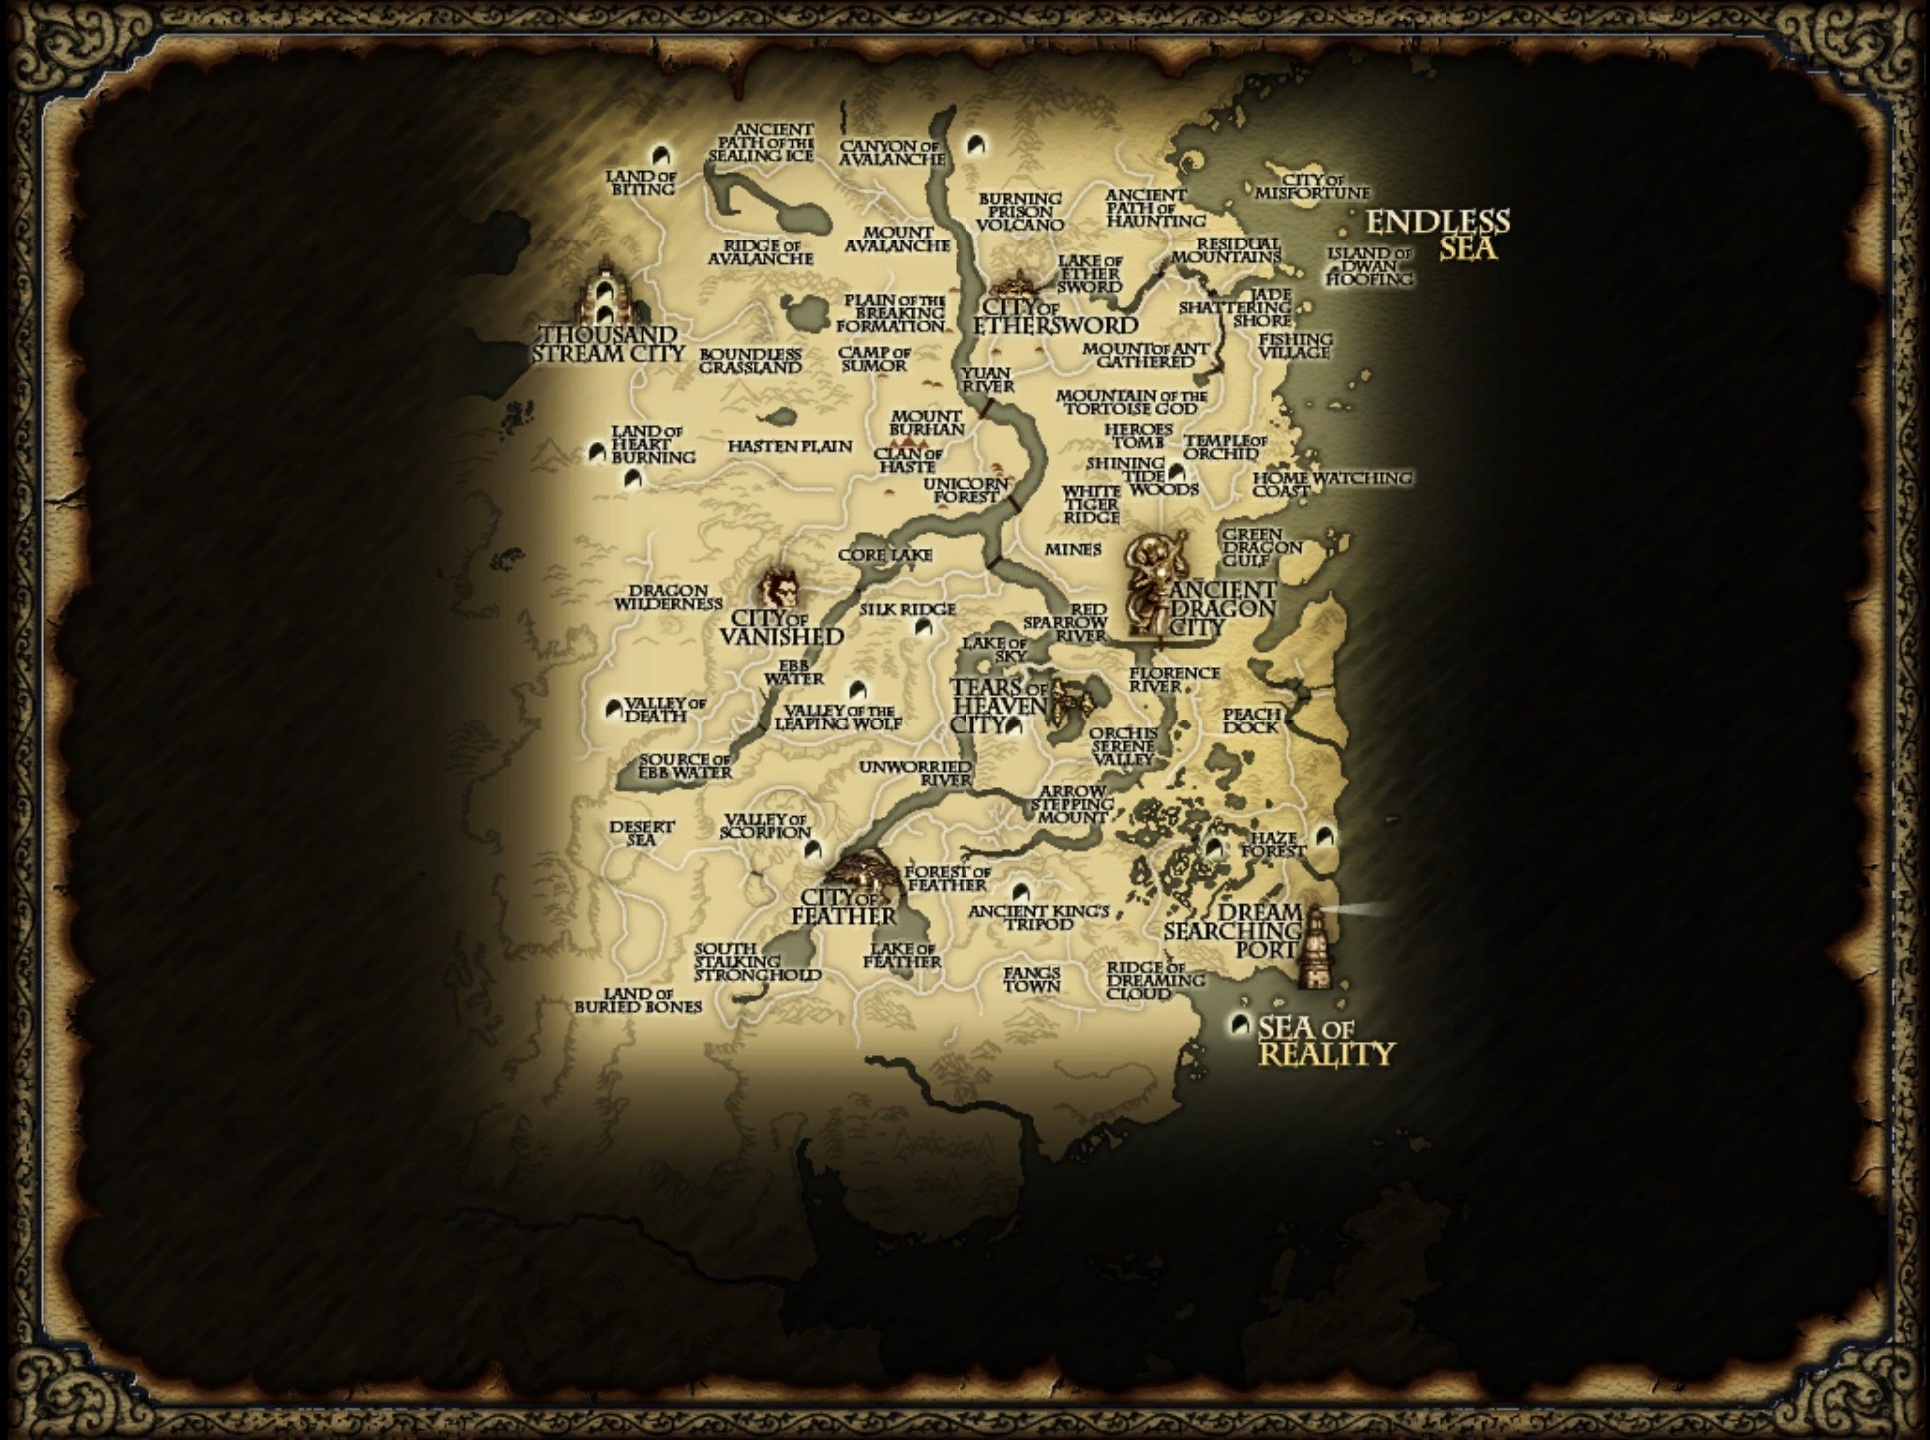 ANCIENT
PATH OF THE
SEALING ICE
CANYON OF
AVALANCHE
LAND OF
BITING
CITY OF
MISFORTUNE
BURNING
PRISON
VOLCANO
ANCIENT
PATH OF
HAUNTING
ENDLESS
SEA
RIDGE OF
AVALANCHE
MOUNT
AVALANCHE
RESIDUAL
MOUNTAINS
LAKE OF
ETHER
SWORD
ISLAND OF
DWAN
HOOFING
THOUSAND
STREAM CITY
PLAIN OF THE
BREAKING
FORMATION
CITY OF
ETHERSWORD
JADE
SHATTERING
SHORE
BOUNDLESS
GRASSLAND
CAMP OF
SUMOR
MOUNT OF ANT
GATHERED
FISHING
VILLAGE
YUAN
RIVER
MOUNTAIN OF THE
TORTOISE GOD
LAND OF
HEART
BURNING
HASTEN PLAIN
MOUNT
BURHAN
CLAN OF
HASTE
HEROES
TOMB
TEMPLE OF
ORCHID
UNICORN
FOREST
SHINING
TIDE
WOODS
HOME WATCHING
COAST
WHITE
TIGER
RIDGE
CORE LAKE
MINES
GREEN
DRAGON
GULF
DRAGON
WILDERNESS
CITY OF
VANISHED
SILK RIDGE
RED
SPARROW
RIVER
ANCIENT
DRAGON
CITY
LAKE OF
SKY
EBB
WATER
FLORENCE
RIVER
VALLEY OF
DEATH
VALLEY OF THE
LEAPING WOLF
TEARS OF
HEAVEN
CITY
PEACH
DOCK
ORCHIS
SERENE
VALLEY
SOURCE OF
EBB WATER
UNWORRIED
RIVER
ARROW
STEPPING
MOUNT
DESERT
SEA
VALLEY OF
SCORPION
HAZE
FOREST
CITY OF
FEATHER
FOREST OF
FEATHER
ANCIENT KING'S
TRIPOD
DREAM
SEARCHING
PORT
SOUTH
STALKING
STRONGHOLD
LAKE OF
FEATHER
FANGS
TOWN
RIDGE OF
DREAMING
CLOUD
LAND OF
BURIED BONES
SEA OF
REALITY